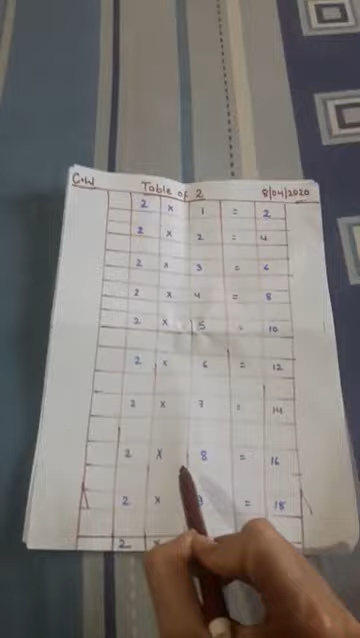 C.W Table of 2 8/04/2020
2 × 1 = 2
2 × 2 = 4
2 × 3 = 6
2 × 4 = 8
2 × 5 = 10
2 × 6 = 12
2 × 7 = 14
2 × 8 = 16
2 × 9 = 18
2 ×